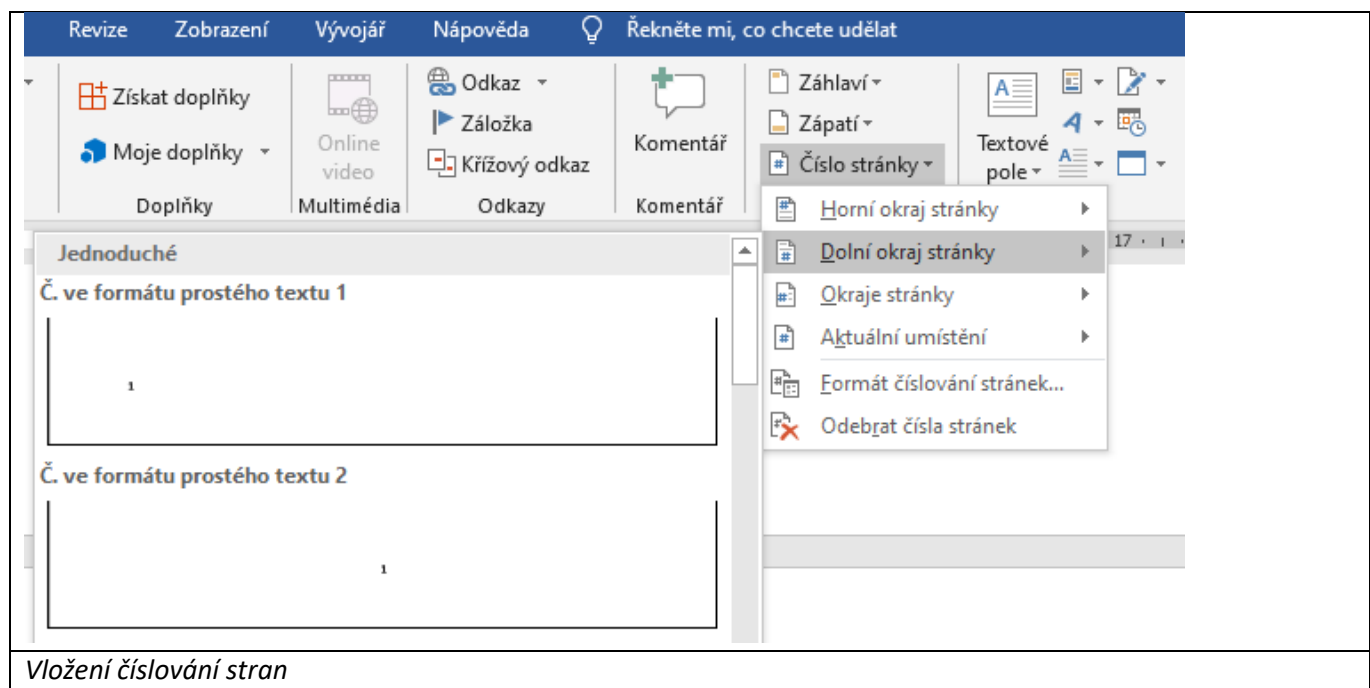 Revize Zobrazení Vývojář Nápověda Řekněte mi, co chcete udělat
Získat doplňky
Moje doplňky
Doplňky
Online
video
Multimédia
Odkaz
Záložka
Křížový odkaz
Odkazy
Komentář
Komentář
Záhlaví
Zápatí
Číslo stránky
Textové
pole
Horní okraj stránky
Dolní okraj stránky
Okraje stránky
Aktuální umístění
Formát číslování stránek...
Odebrat čísla stránek
17
Jednoduché
Č. ve formátu prostého textu 1
1
Č. ve formátu prostého textu 2
1
Vložení číslování stran